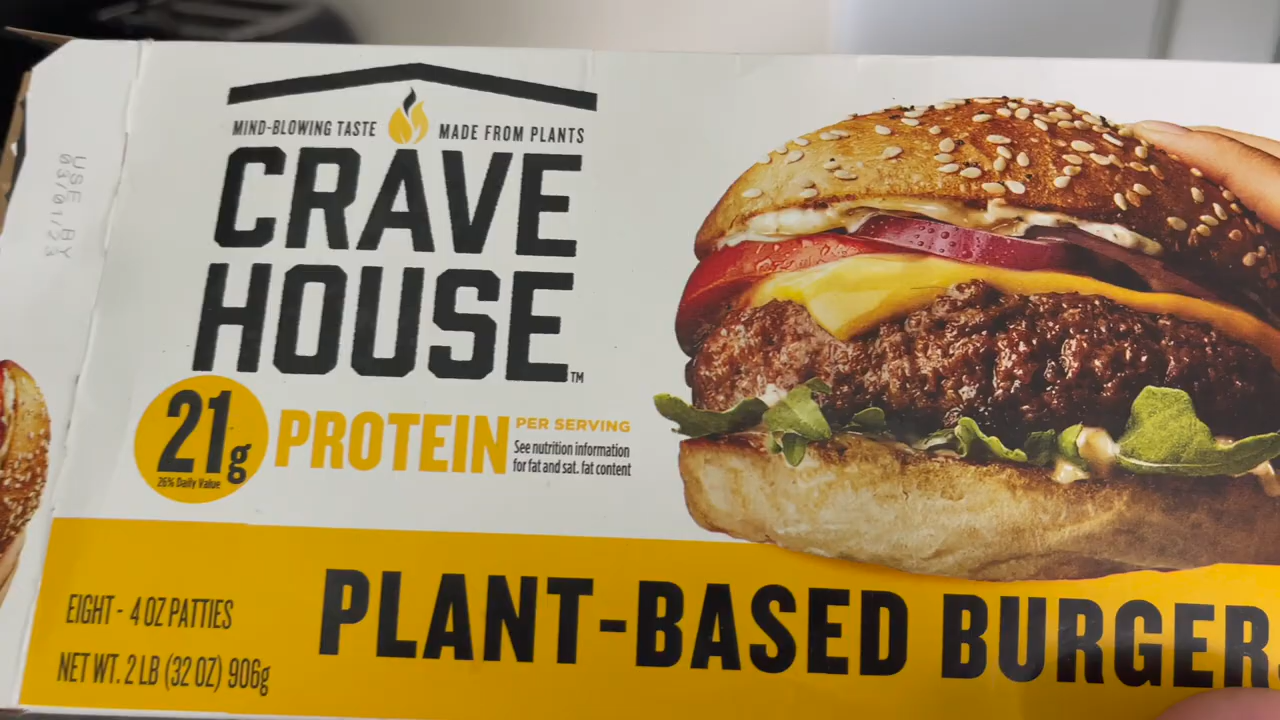 MIND-BLOWING TASTE MADE FROM PLANTS
CRAVE
HOUSE™
21g
26% Daily Value
PROTEIN
PER SERVING
See nutrition information
for fat and sat. fat content
EIGHT - 4 OZ PATTIES
NET WT. 2 LB (32 OZ) 906g
PLANT-BASED BURGER
USE BY
03/01/23